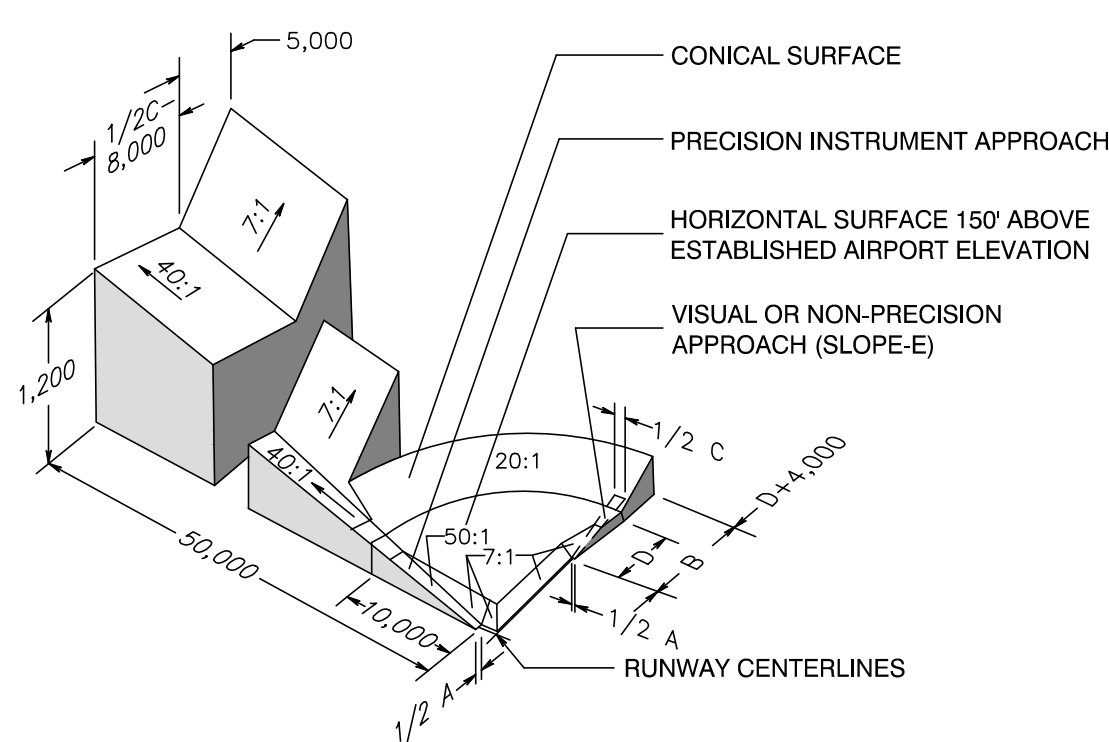 5,000
1/2C-
8,000
7:1
40:1
1,200
7:1
40:1
20:1
50:1
7:1
50,000
10,000
1/2 A
1/2 A
1/2 C
D
B
D+4,000
CONICAL SURFACE
PRECISION INSTRUMENT APPROACH
HORIZONTAL SURFACE 150' ABOVE
ESTABLISHED AIRPORT ELEVATION
VISUAL OR NON-PRECISION
APPROACH (SLOPE-E)
RUNWAY CENTERLINES